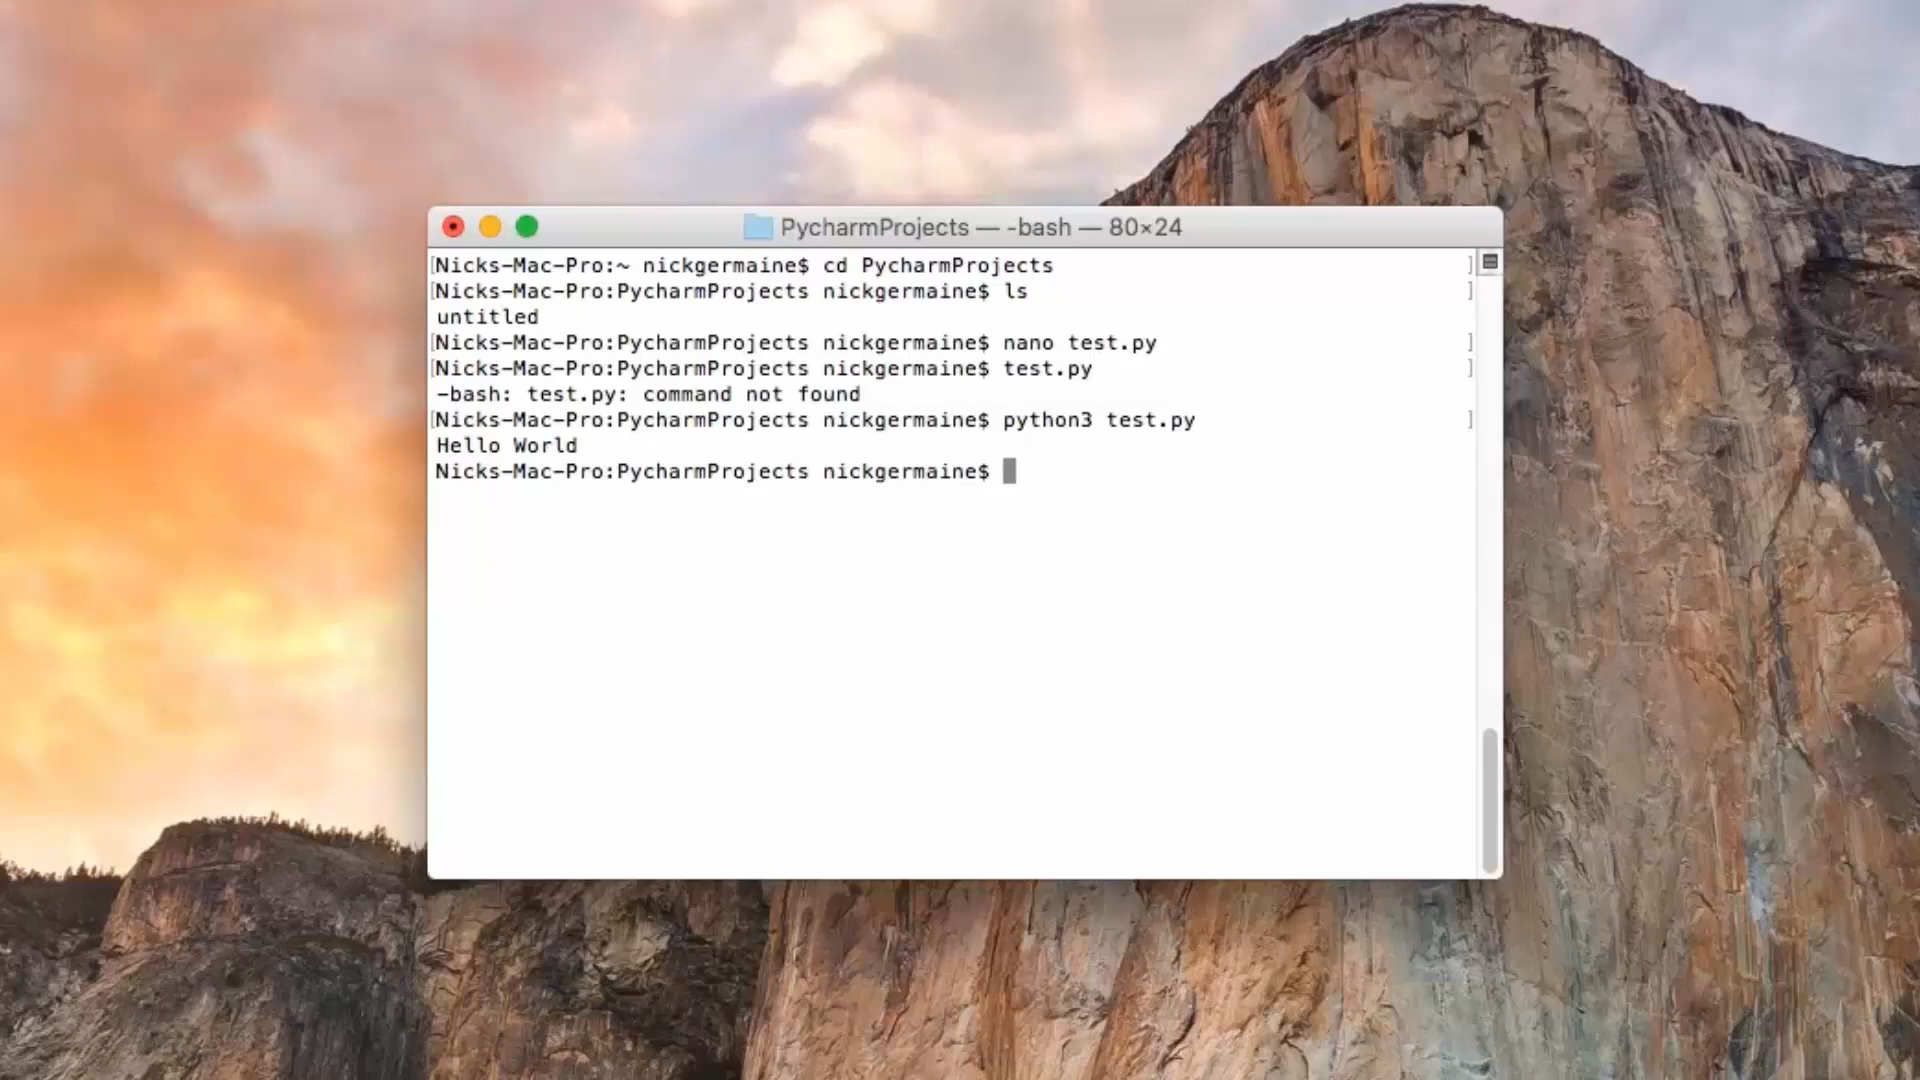 PycharmProjects — -bash — 80×24
[Nicks-Mac-Pro:~ nickgermaine$ cd PycharmProjects ]
[Nicks-Mac-Pro:PycharmProjects nickgermaine$ ls ]
untitled
[Nicks-Mac-Pro:PycharmProjects nickgermaine$ nano test.py ]
[Nicks-Mac-Pro:PycharmProjects nickgermaine$ test.py ]
-bash: test.py: command not found
[Nicks-Mac-Pro:PycharmProjects nickgermaine$ python3 test.py ]
Hello World
Nicks-Mac-Pro:PycharmProjects nickgermaine$